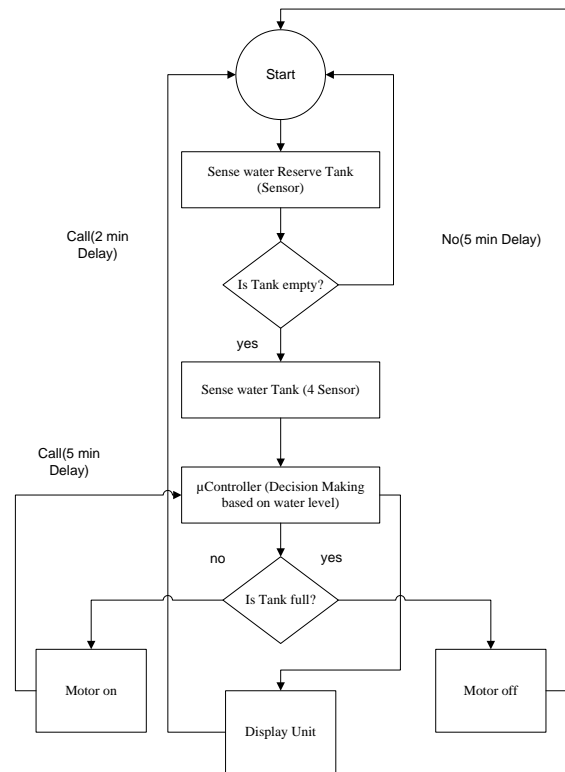 Start
Sense water Reserve Tank
(Sensor)
Call(2 min
Delay)
No(5 min Delay)
Is Tank empty?
yes
Sense water Tank (4 Sensor)
Call(5 min
Delay)
µController (Decision Making
based on water level)
no
yes
Is Tank full?
Motor on
Motor off
Display Unit